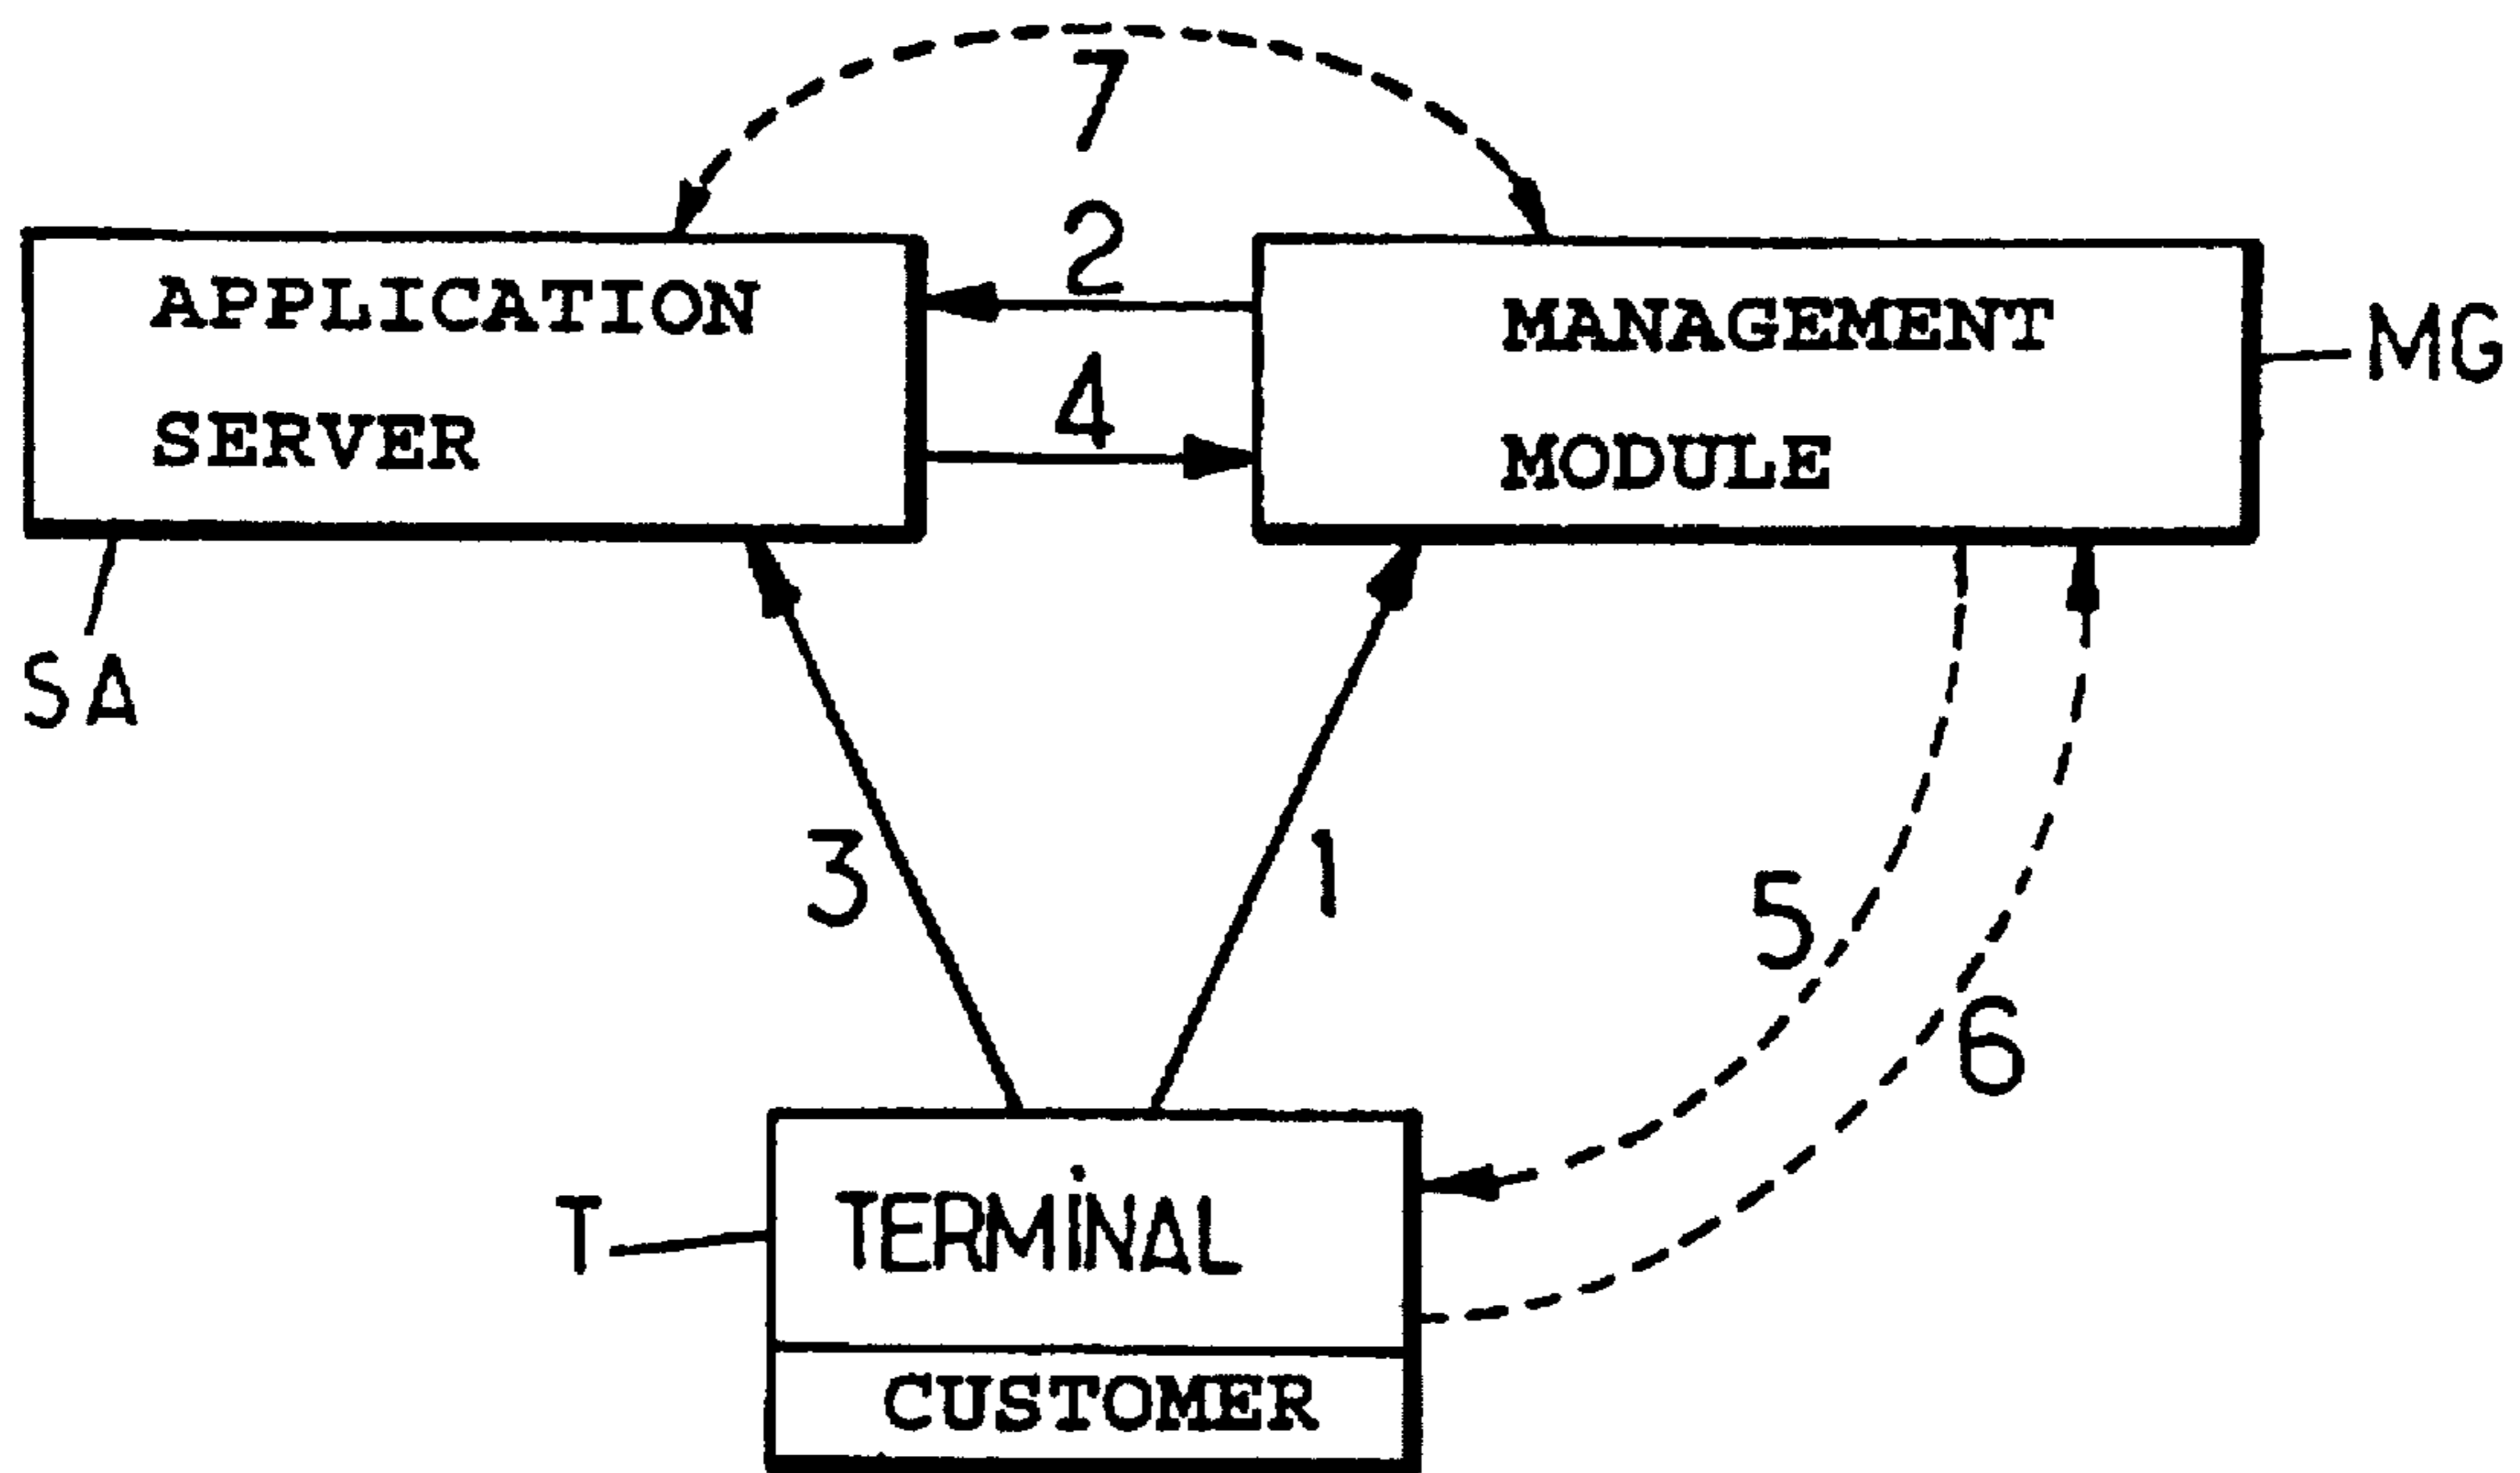 7
2
APPLICATION
SERVER
4
MANAGEMENT
MODULE
MG
SA
3
1
5
6
T
TERMiNAL
CUSTOMER